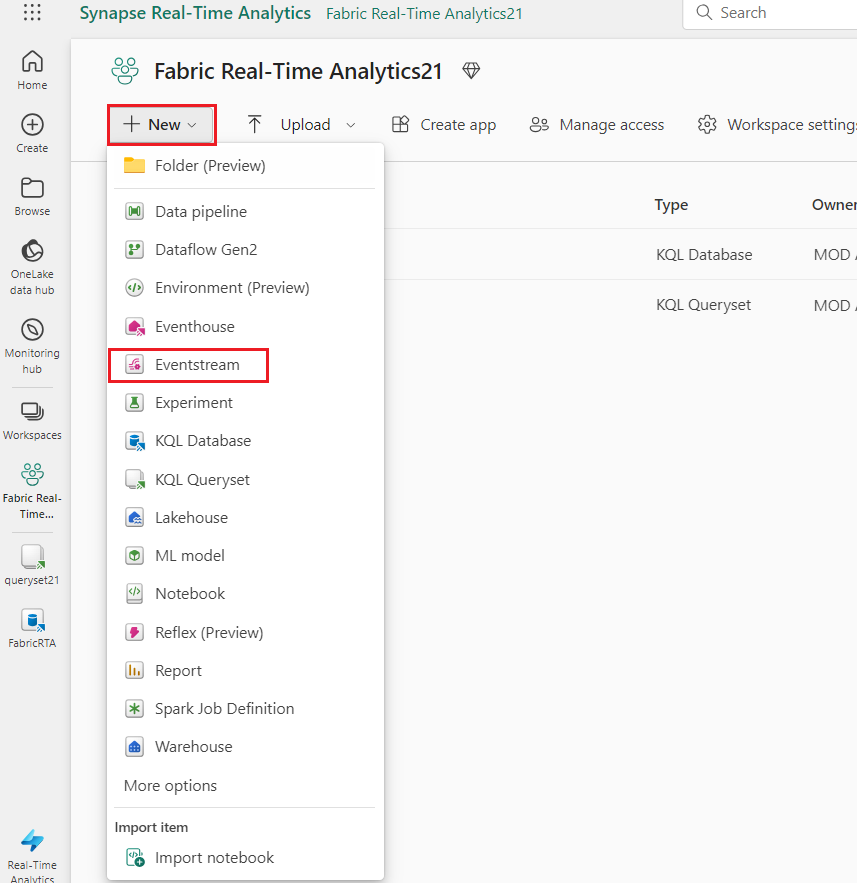 Synapse Real-Time Analytics Fabric Real-Time Analytics21 Search
Fabric Real-Time Analytics21
New Upload Create app Manage access Workspace settings
Home
Create
Browse
OneLake
data hub
Monitoring
hub
Workspaces
Fabric Real-
Time...
queryset21
FabricRTA
Real-Time
Analytics
Folder (Preview)
Data pipeline
Dataflow Gen2
Environment (Preview)
Eventhouse
Eventstream
Experiment
KQL Database
KQL Queryset
Lakehouse
ML model
Notebook
Reflex (Preview)
Report
Spark Job Definition
Warehouse
More options
Import item
Import notebook
Type Owner
KQL Database MOD A
KQL Queryset MOD A